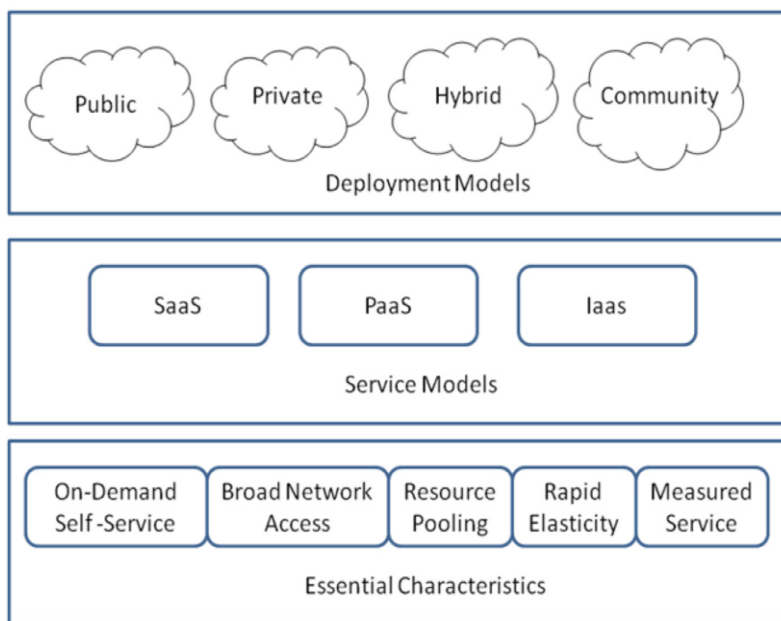 Public
Private
Hybrid
Community
Deployment Models
SaaS
PaaS
Iaas
Service Models
On-Demand
Self -Service
Broad Network
Access
Resource
Pooling
Rapid
Elasticity
Measured
Service
Essential Characteristics